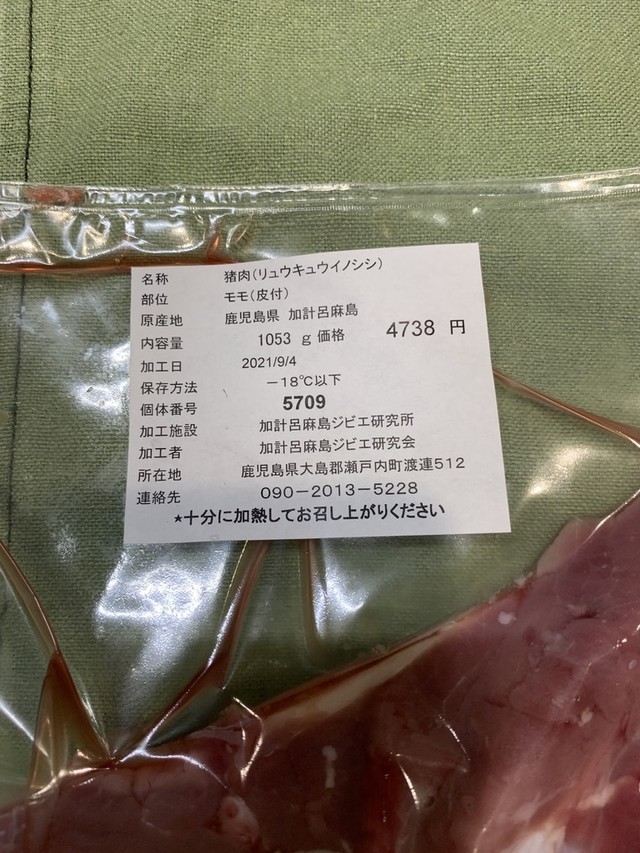 名称 猪肉(リュウキュウイノシシ)
部位 モモ(皮付)
原産地 鹿児島県 加計呂麻島
内容量 1053 g 価格 4738 円
加工日 2021/9/4
保存方法 －18℃以下
個体番号 5709
加工施設 加計呂麻島ジビエ研究所
加工者 加計呂麻島ジビエ研究会
所在地 鹿児島県大島郡瀬戸内町渡連512
連絡先 090－2013－5228
★十分に加熱してお召し上がりください